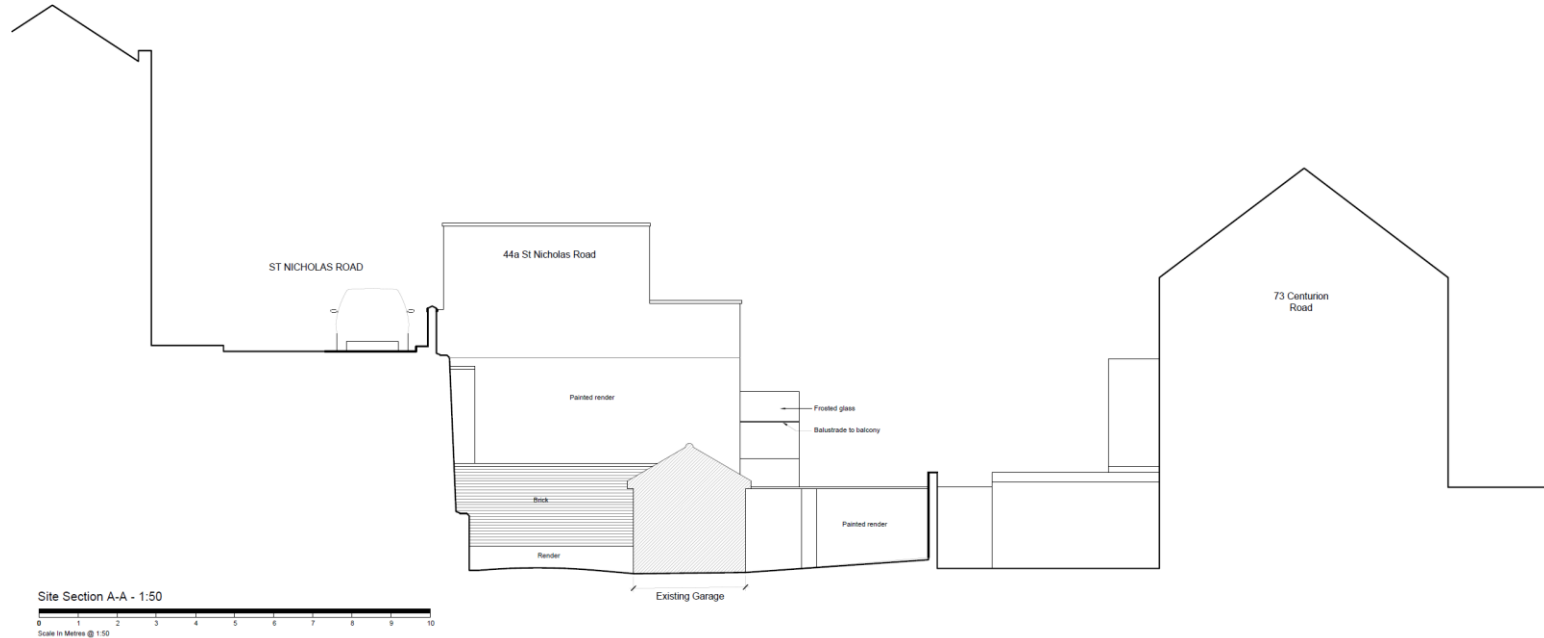 ST NICHOLAS ROAD
44a St Nicholas Road
73 Centurion
Road
Painted render
Frosted glass
Balustrade to balcony
Brick
Painted render
Render
Existing Garage
Site Section A-A - 1:50
0 1 2 3 4 5 6 7 8 9 10
Scale In Metres @ 1:50